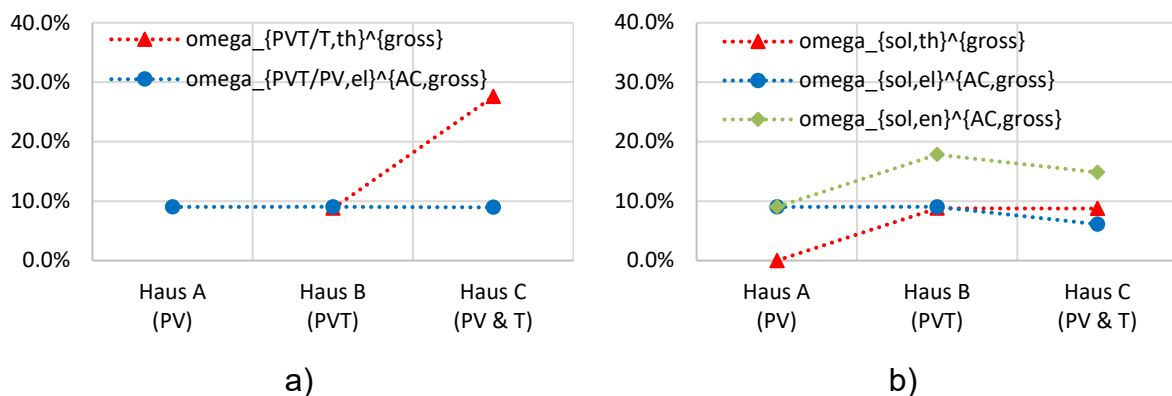 40.0%
30.0%
20.0%
10.0%
0.0%
omega_{PVT/T,th}^{gross}
omega_{PVT/PV,el}^{AC,gross}
Haus A
(PV)
Haus B
(PVT)
Haus C
(PV & T)
a)
40.0%
30.0%
20.0%
10.0%
0.0%
omega_{sol,th}^{gross}
omega_{sol,el}^{AC,gross}
omega_{sol,en}^{AC,gross}
Haus A
(PV)
Haus B
(PVT)
Haus C
(PV & T)
b)